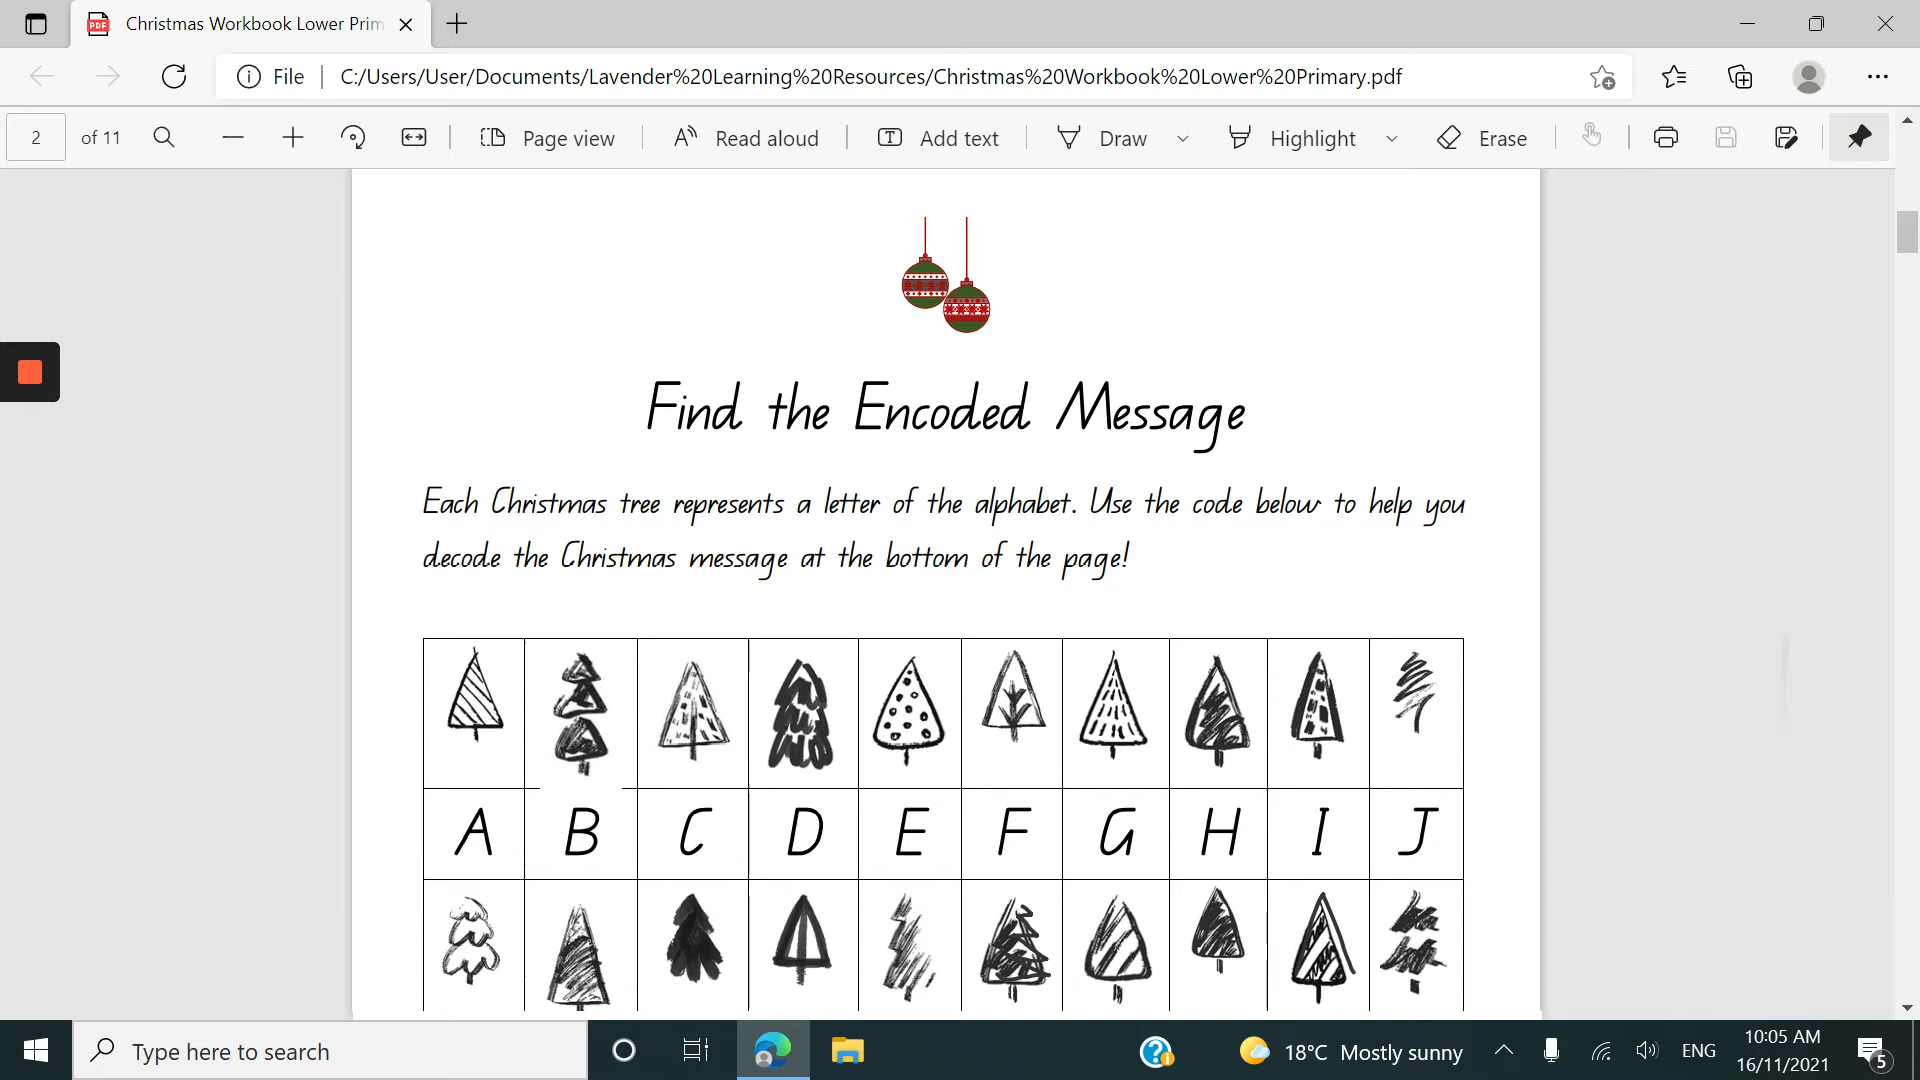 Christmas Workbook Lower Prim
File C:/Users/User/Documents/Lavender%20Learning%20Resources/Christmas%20Workbook%20Lower%20Primary.pdf
2 of 11 Page view Read aloud Add text Draw Highlight Erase
Find the Encoded Message
Each Christmas tree represents a letter of the alphabet. Use the code below to help you
decode the Christmas message at the bottom of the page!
A B C D E F G H I J
Type here to search
18°C Mostly sunny
ENG
10:05 AM
16/11/2021
5